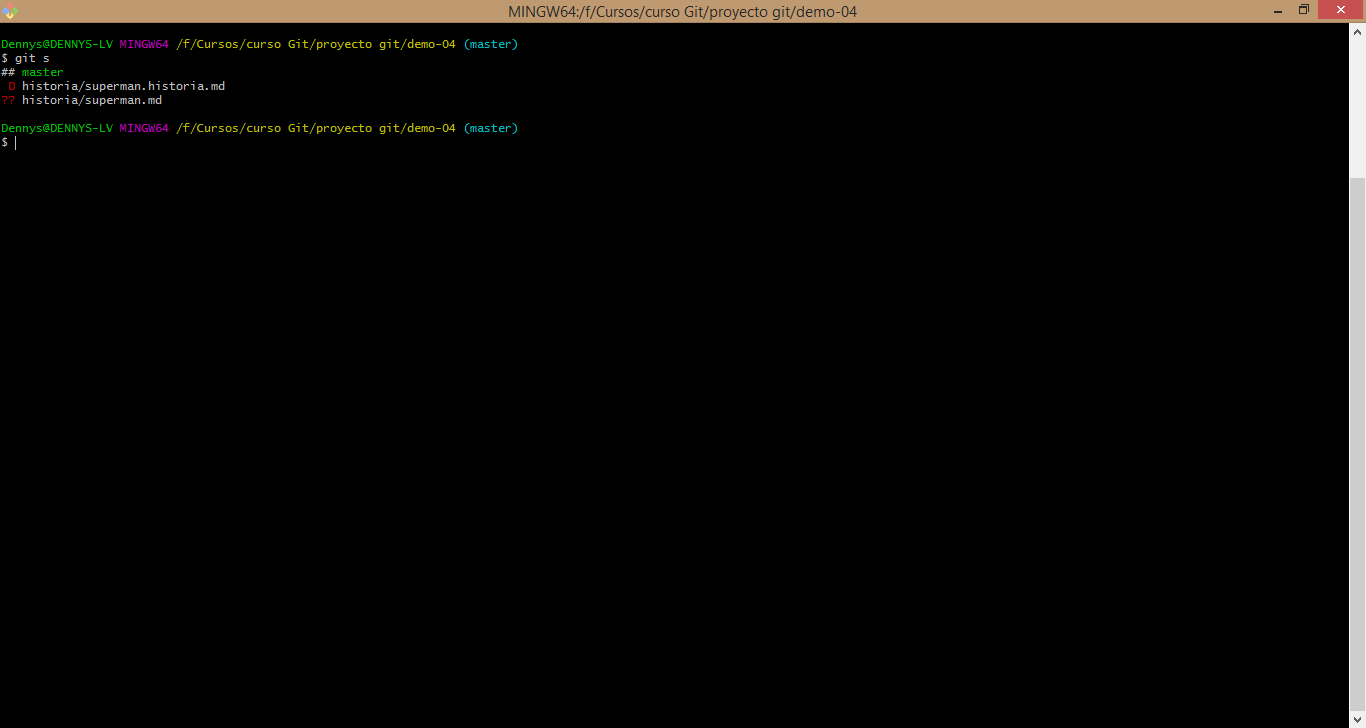 MINGW64:/f/Cursos/curso Git/proyecto git/demo-04
Dennys@DENNYS-LV MINGW64 /f/Cursos/curso Git/proyecto git/demo-04 (master)
$ git s
## master
 D historia/superman.historia.md
?? historia/superman.md
Dennys@DENNYS-LV MINGW64 /f/Cursos/curso Git/proyecto git/demo-04 (master)
$